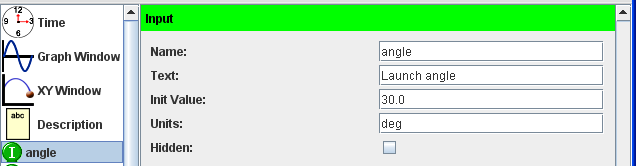 12
9
3
6
Time
Graph Window
XY Window
abc
Description
I angle
Input
Name: angle
Text: Launch angle
Init Value: 30.0
Units: deg
Hidden: